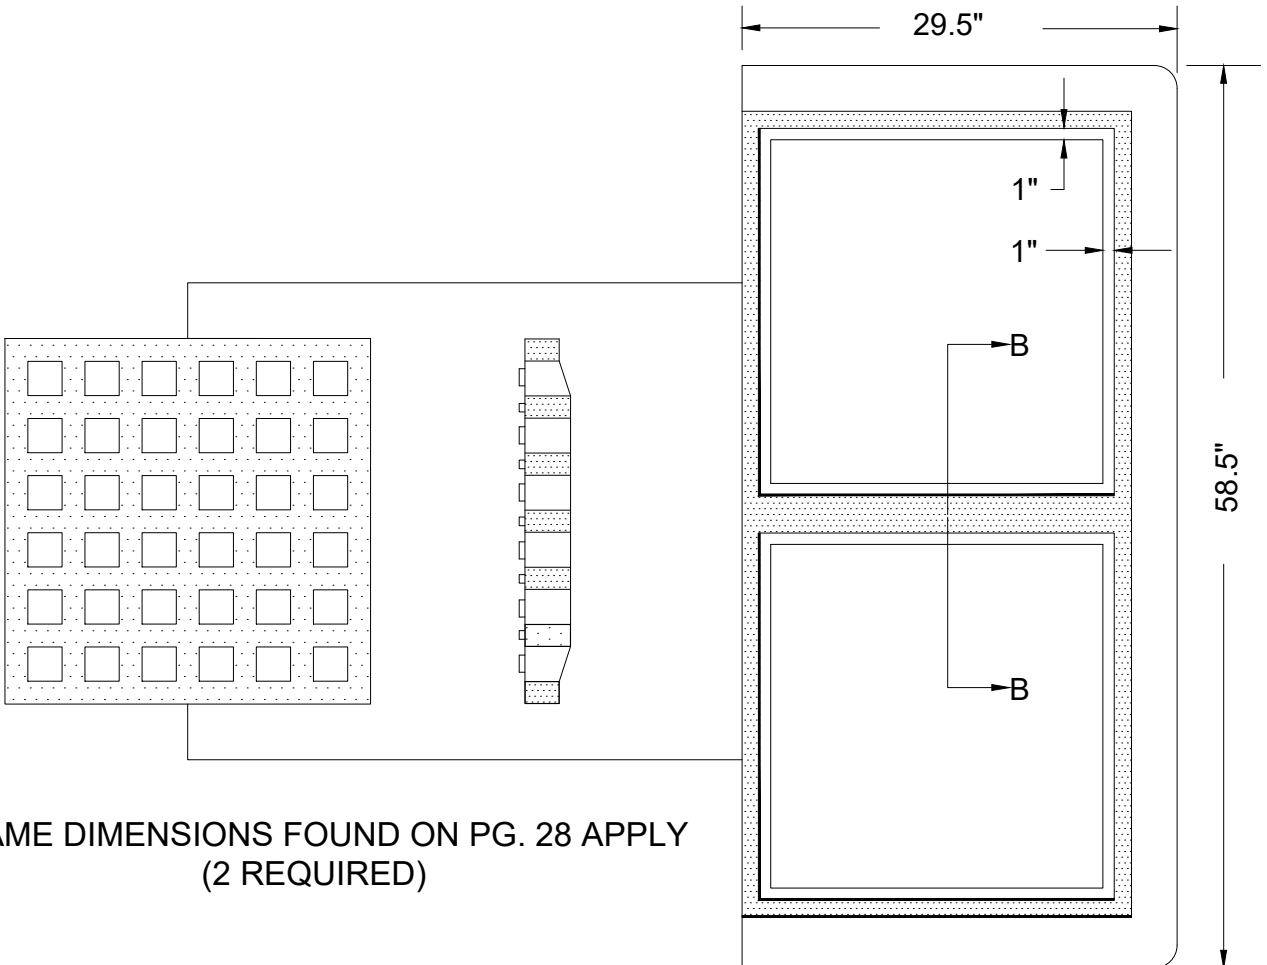 29.5"
1"
1"
B
58.5"
B
AME DIMENSIONS FOUND ON PG. 28 APPLY
(2 REQUIRED)